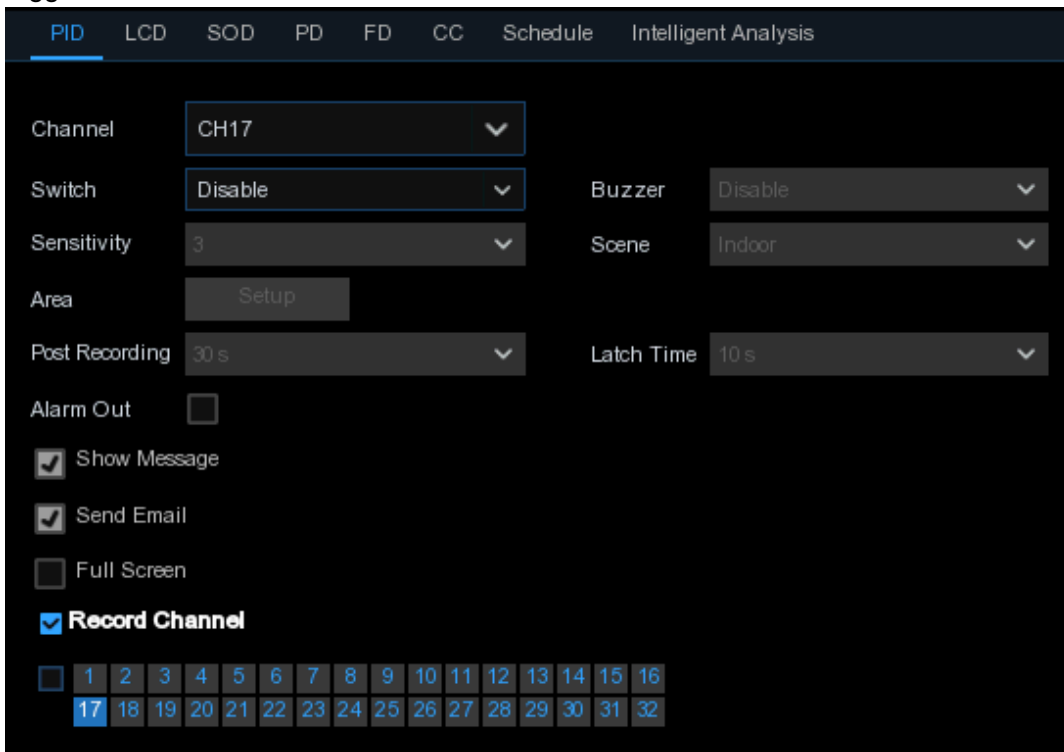 PID LCD SOD PD FD CC Schedule Intelligent Analysis
Channel CH17
Switch Disable Buzzer Disable
Sensitivity 3 Scene Indoor
Area Setup
Post Recording 30 s Latch Time 10 s
Alarm Out
Show Message
Send Email
Full Screen
Record Channel
1 2 3 4 5 6 7 8 9 10 11 12 13 14 15 16
17 18 19 20 21 22 23 24 25 26 27 28 29 30 31 32